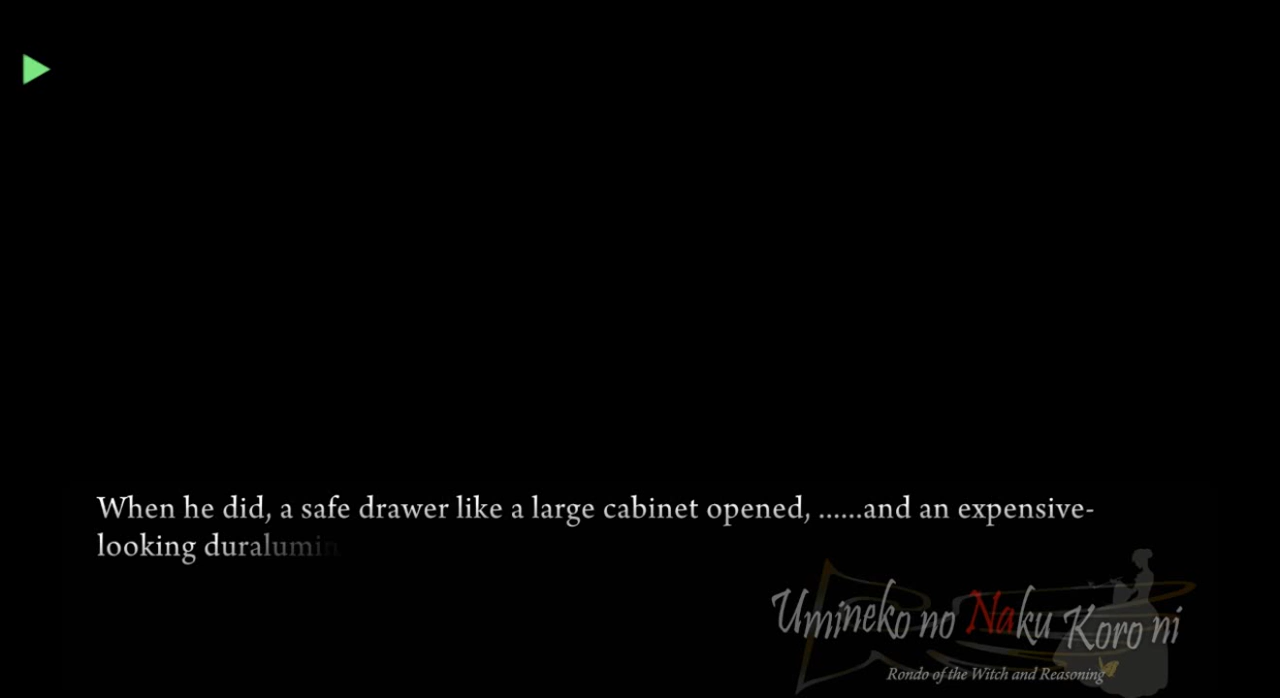 When he did, a safe drawer like a large cabinet opened, ......and an expensive-
looking duralumin
Umineko no Naku Koro ni
Rondo of the Witch and Reasoning